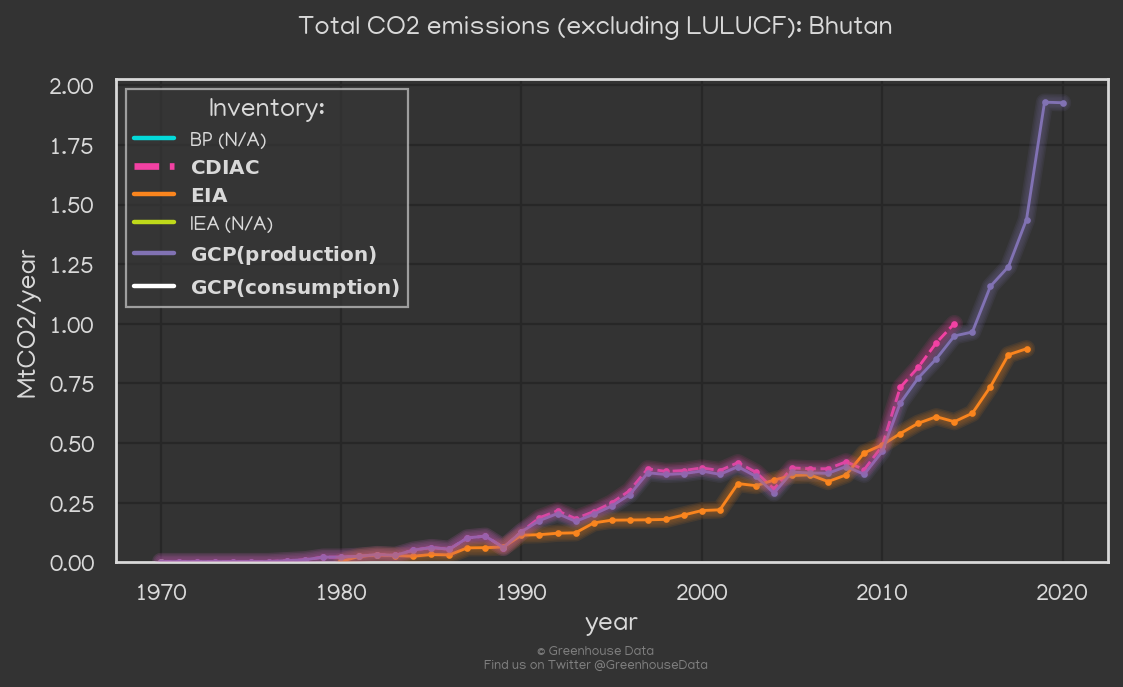 Total CO2 emissions (excluding LULUCF): Bhutan
2.00
1.75
1.50
1.25
1.00
0.75
0.50
0.25
0.00
MtCO2/year
Inventory:
BP (N/A)
CDIAC
EIA
IEA (N/A)
GCP(production)
GCP(consumption)
1970 1980 1990 2000 2010 2020
year
© Greenhouse Data
Find us on Twitter @GreenhouseData